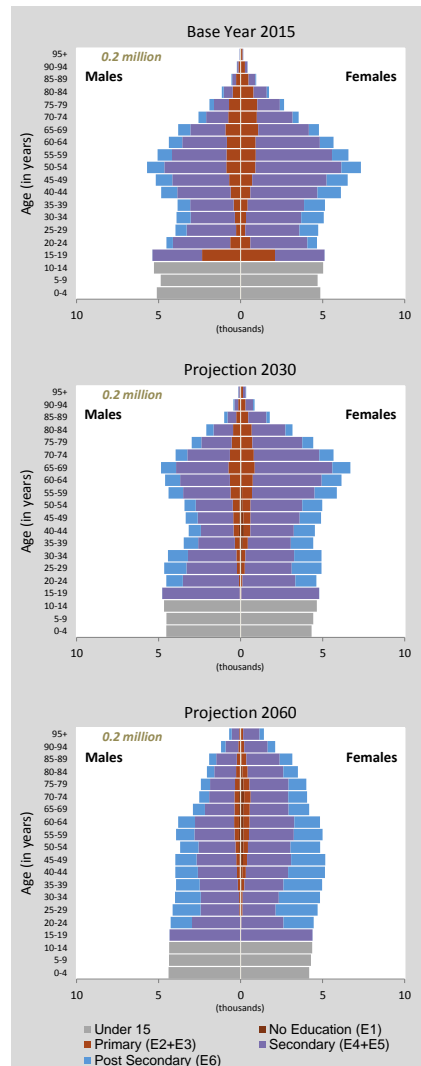 Base Year 2015
95+ 0.2 million
90-94 Males Females
85-89
80-84
75-79
70-74
65-69
60-64
55-59
50-54
45-49
40-44
35-39
30-34
25-29
20-24
15-19
10-14
5-9
0-4
Age (in years)
10 5 0 5 10
(thousands)
Projection 2030
95+ 0.2 million
90-94 Males Females
85-89
80-84
75-79
70-74
65-69
60-64
55-59
50-54
45-49
40-44
35-39
30-34
25-29
20-24
15-19
10-14
5-9
0-4
Age (in years)
10 5 0 5 10
(thousands)
Projection 2060
95+ 0.2 million
90-94 Males Females
85-89
80-84
75-79
70-74
65-69
60-64
55-59
50-54
45-49
40-44
35-39
30-34
25-29
20-24
15-19
10-14
5-9
0-4
Age (in years)
10 5 0 5 10
(thousands)
Under 15 No Education (E1)
Primary (E2+E3) Secondary (E4+E5)
Post Secondary (E6)